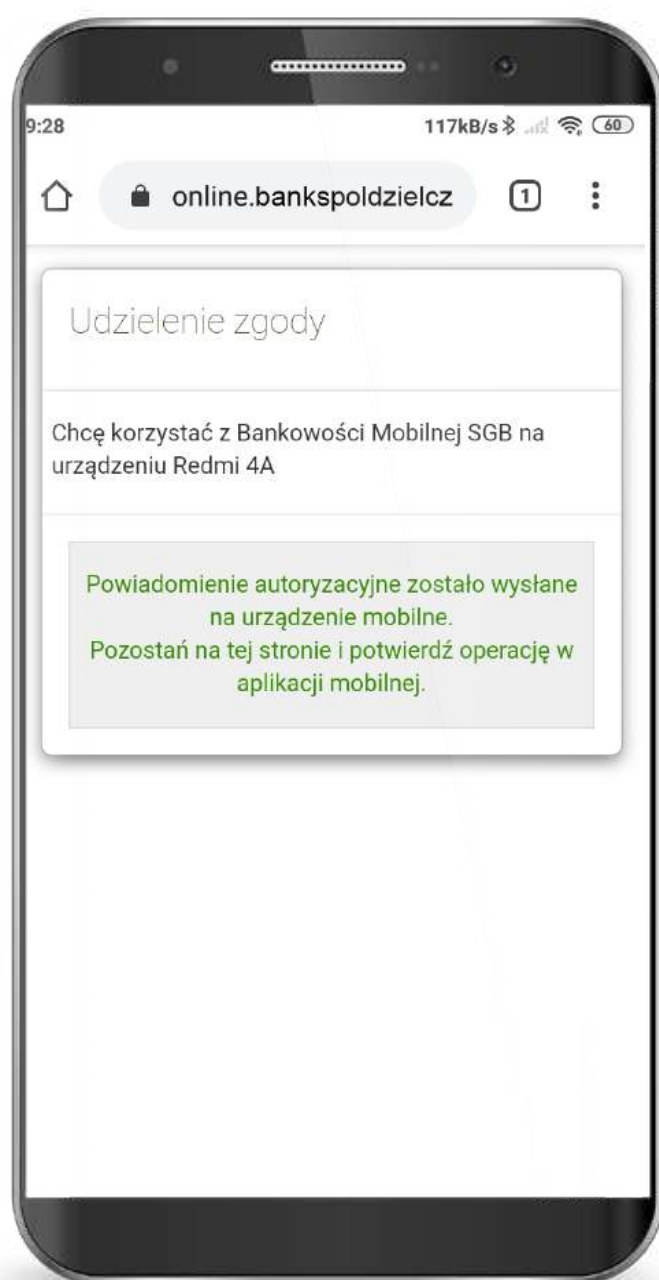 9:28 117kB/s 60
online.bankspoldzielcz 1
Udzielenie zgody
Chcę korzystać z Bankowości Mobilnej SGB na
urządzeniu Redmi 4A
Powiadomienie autoryzacyjne zostało wysłane
na urządzenie mobilne.
Pozostań na tej stronie i potwierdź operację w
aplikacji mobilnej.